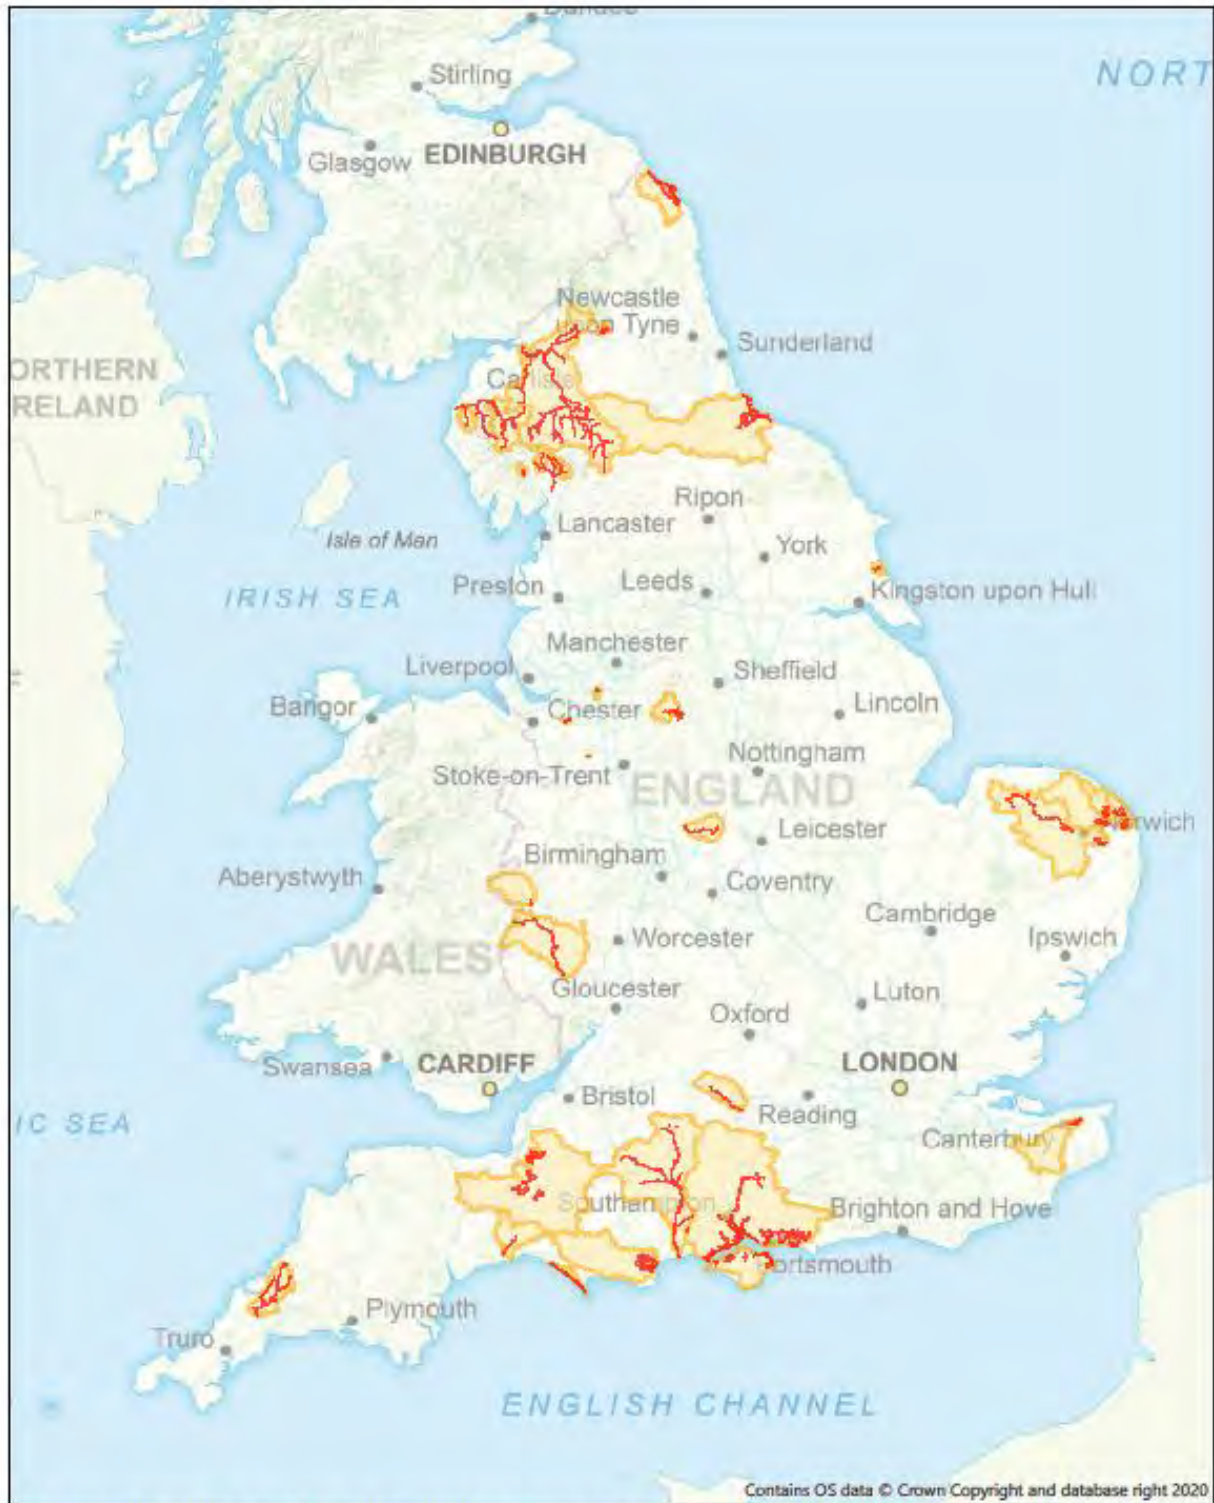 Dundee
Stirling
NORT
EDINBURGH
Glasgow
Newcastle
upon Tyne
Sunderland
ORTHERN
RELAND
Carlisle
Ripon
Lancaster
Isle of Man
York
IRISH SEA
Preston
Leeds
Kingston upon Hull
Manchester
Liverpool
Sheffield
Bangor
Chester
Lincoln
Nottingham
Stoke-on-Trent
ENGLAND
Norwich
Leicester
Birmingham
Aberystwyth
Coventry
Cambridge
Worcester
Ipswich
WALES
Gloucester
Luton
Oxford
CARDIFF
LONDON
Swansea
Bristol
Reading
IC SEA
Canterbury
Southampton
Brighton and Hove
Portsmouth
Plymouth
Truro
ENGLISH CHANNEL
Contains OS data © Crown Copyright and database right 2020